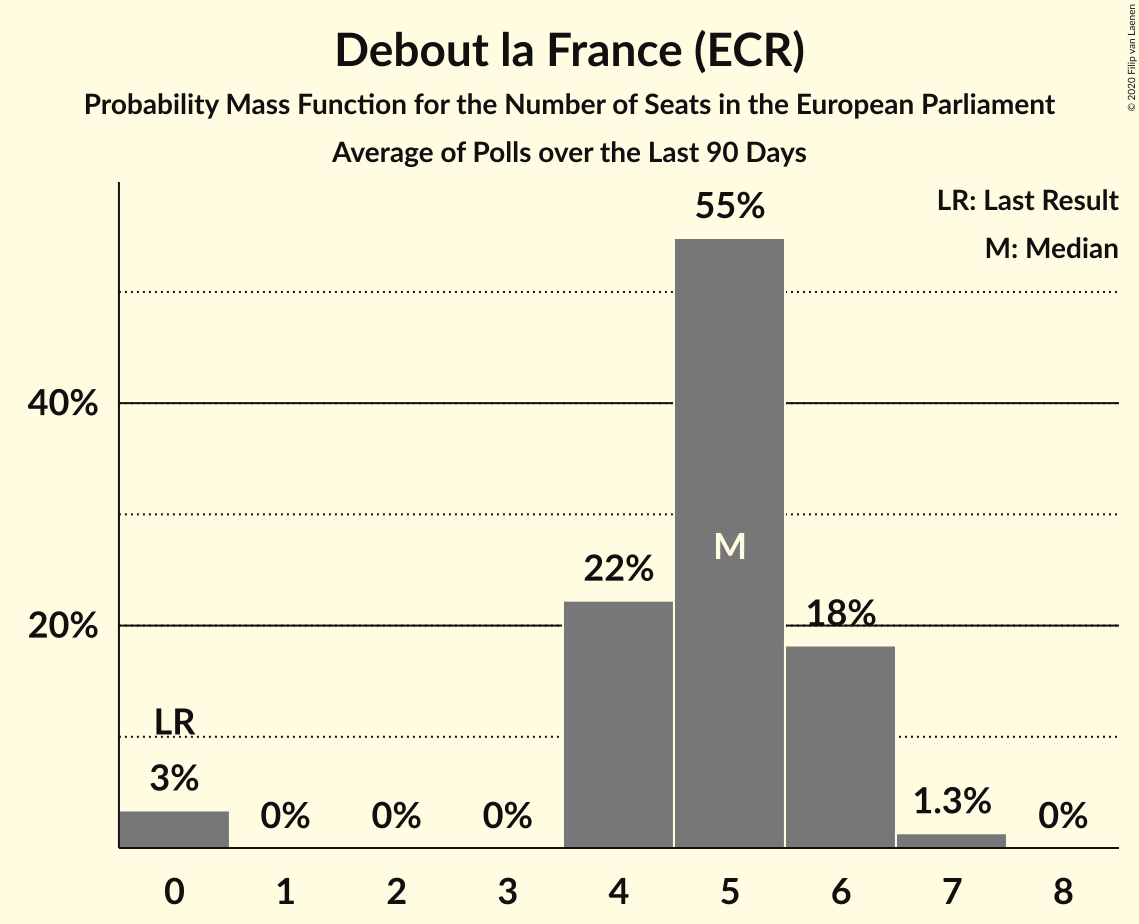 Debout la France (ECR)
Probability Mass Function for the Number of Seats in the European Parliament
Average of Polls over the Last 90 Days
© 2020 Filip van Laenen
LR: Last Result
M: Median
55%
40%
M
22%
20%
18%
LR
3%
0%
0%
0%
1.3%
0%
0 1 2 3 4 5 6 7 8